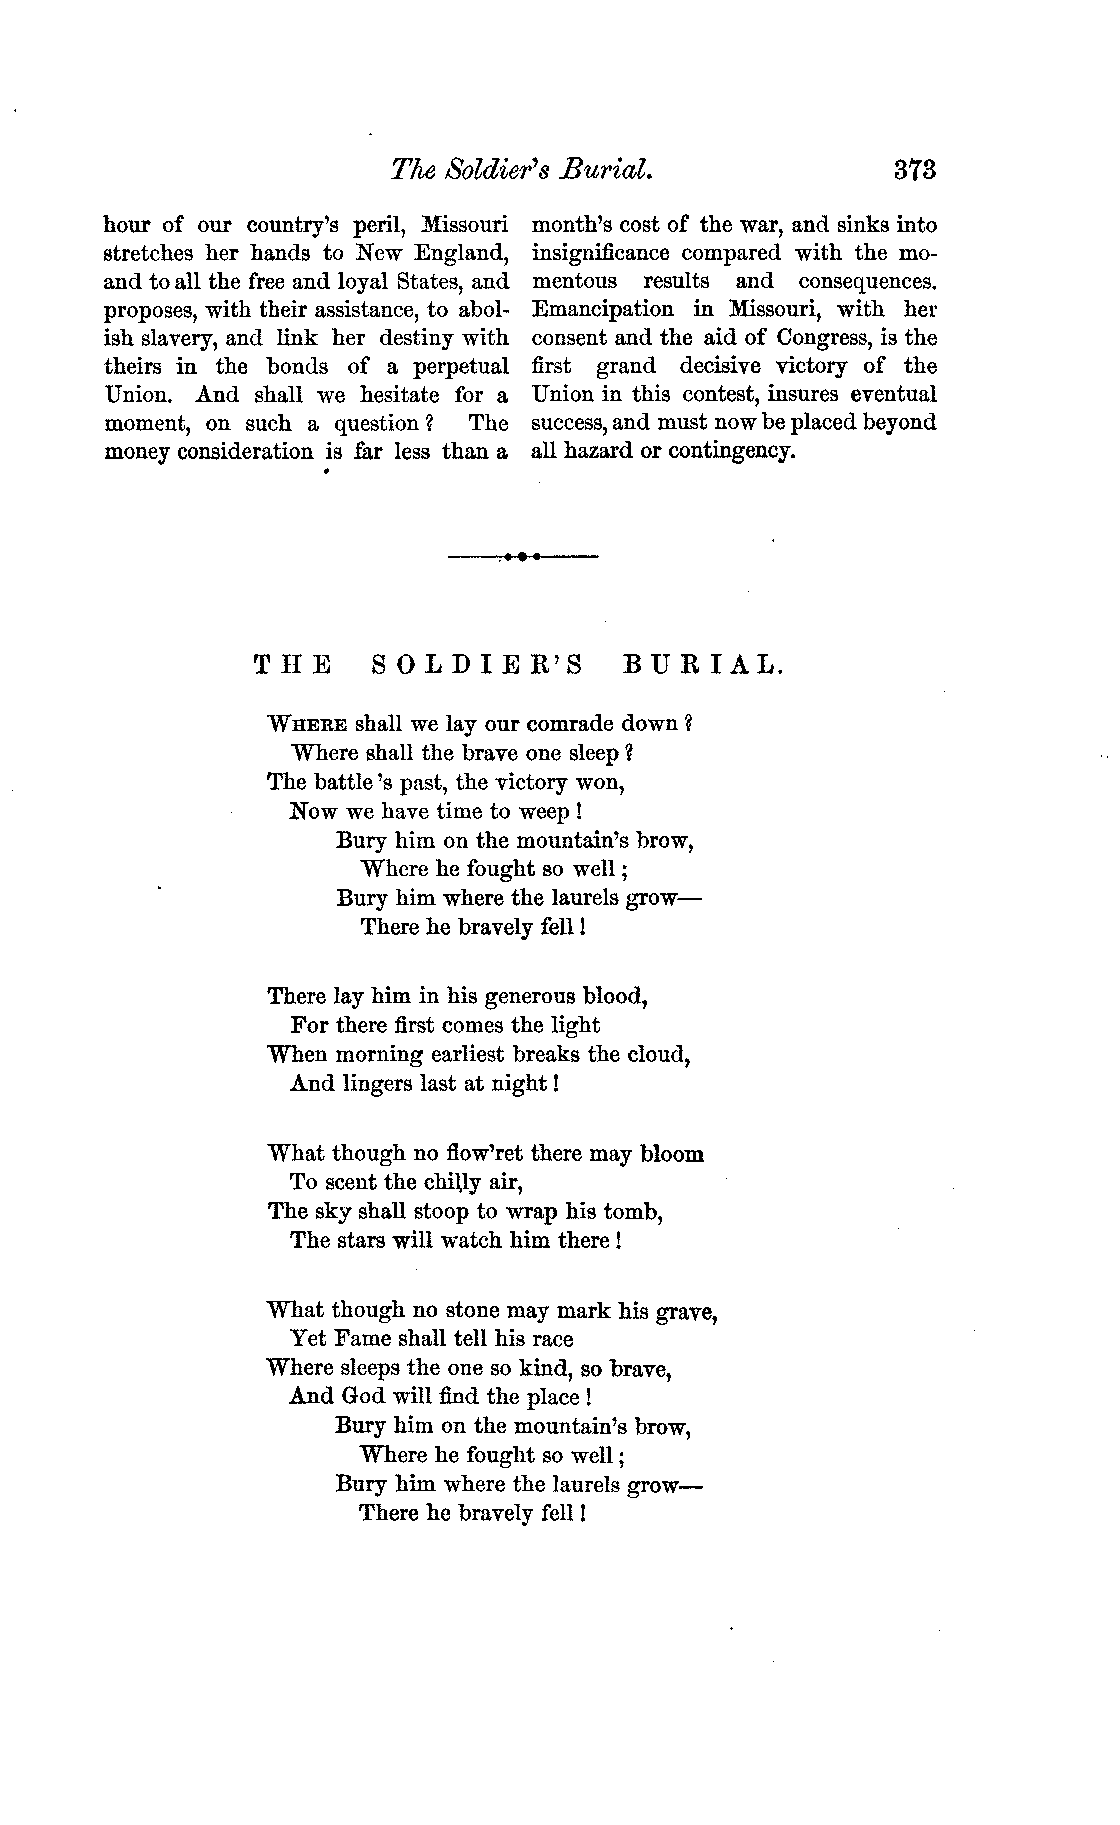 The Soldier's Burial. 373
hour of our country's peril, Missouri
stretches her hands to New England,
and to all the free and loyal States, and
proposes, with their assistance, to abol-
ish slavery, and link her destiny with
theirs in the bonds of a perpetual
Union. And shall we hesitate for a
moment, on such a question? The
money consideration is far less than a
month's cost of the war, and sinks into
insignificance compared with the mo-
mentous results and consequences.
Emancipation in Missouri, with her
consent and the aid of Congress, is the
first grand decisive victory of the
Union in this contest, insures eventual
success, and must now be placed beyond
all hazard or contingency.
THE SOLDIER'S BURIAL.
WHERE shall we lay our comrade down?
Where shall the brave one sleep?
The battle 's past, the victory won,
Now we have time to weep!
Bury him on the mountain's brow,
Where he fought so well;
Bury him where the laurels grow—
There he bravely fell!
There lay him in his generous blood,
For there first comes the light
When morning earliest breaks the cloud,
And lingers last at night!
What though no flow'ret there may bloom
To scent the chilly air,
The sky shall stoop to wrap his tomb,
The stars will watch him there!
What though no stone may mark his grave,
Yet Fame shall tell his race
Where sleeps the one so kind, so brave,
And God will find the place!
Bury him on the mountain's brow,
Where he fought so well;
Bury him where the laurels grow—
There he bravely fell!